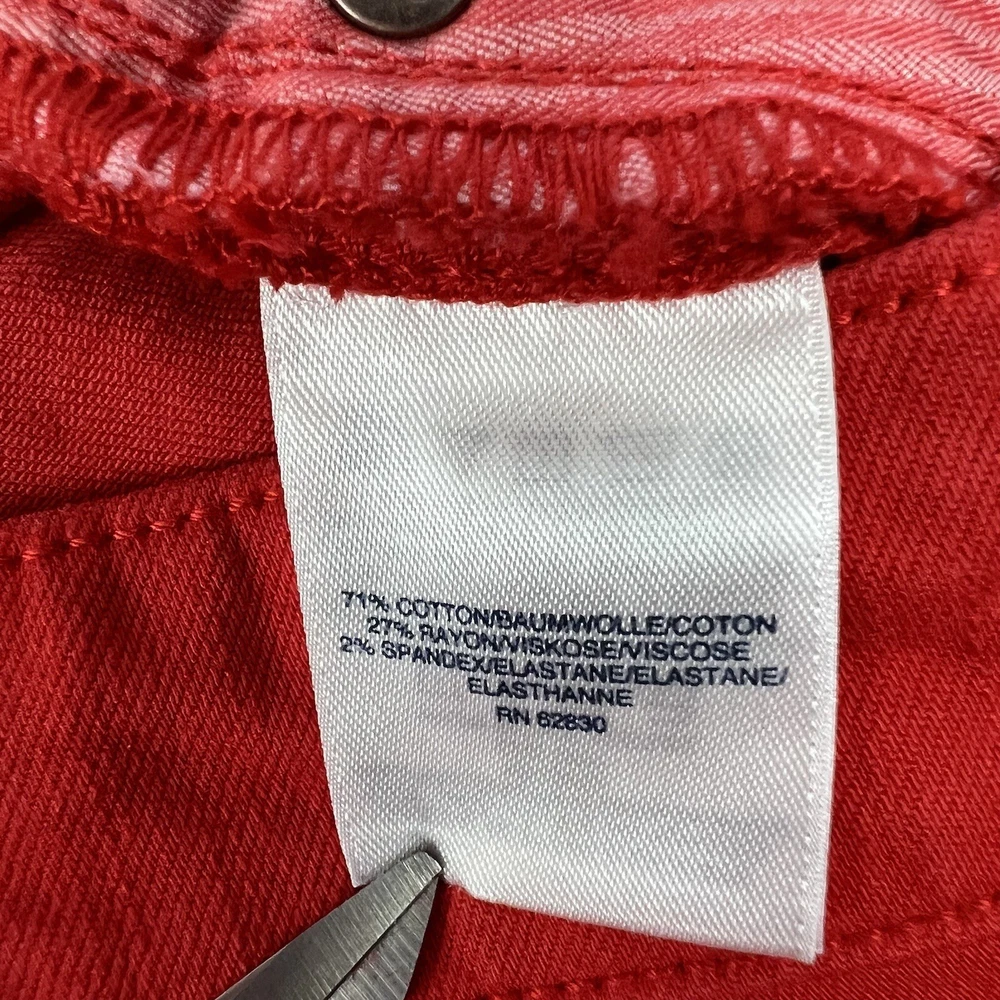 71% COTTON/BAUMWOLLE/COTON
27% RAYON/VISKOSE/VISCOSE
2% SPANDEX/ELASTANE/ELASTANE/
ELASTHANNE
RN 62830